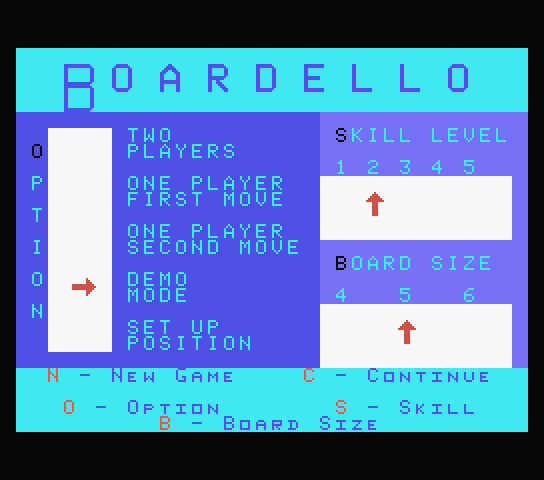 BOARDELLO
OPTION
TWO
PLAYERS
ONE PLAYER
FIRST MOVE
ONE PLAYER
SECOND MOVE
DEMO
MODE
SET UP
POSITION
SKILL LEVEL
1 2 3 4 5
BOARD SIZE
4 5 6
N - NEW GAME C - CONTINUE
O - OPTION S - SKILL
B - BOARD SIZE